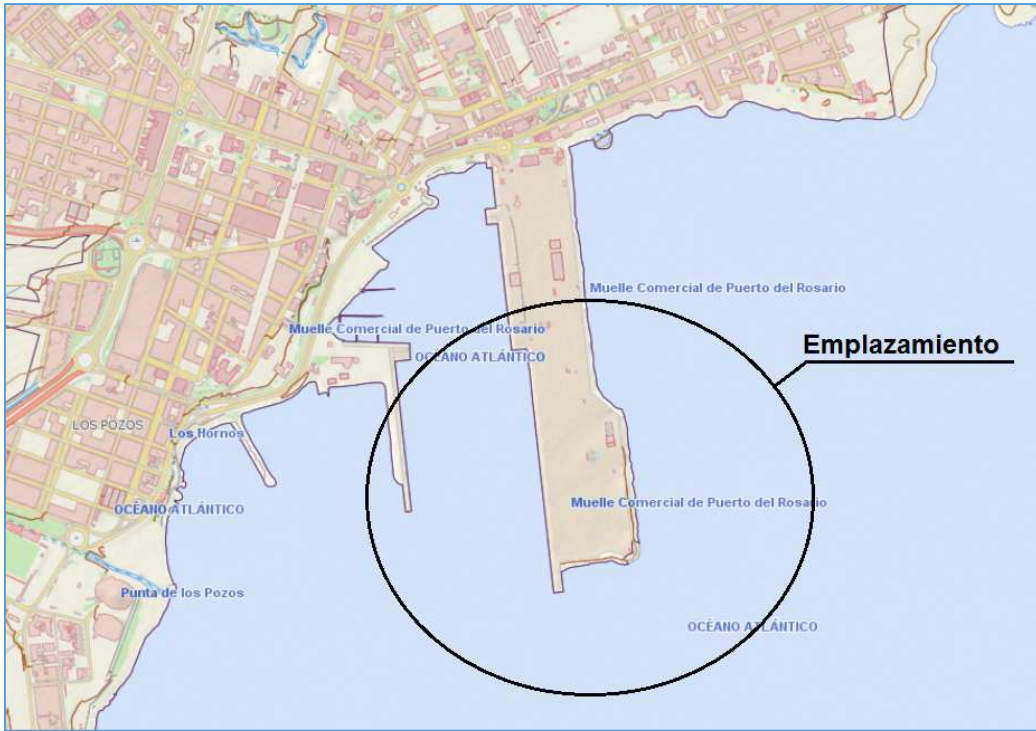 Muelle Comercial de Puerto del Rosario
Muelle Comercial de Puerto del Rosario
OCÉANO ATLÁNTICO
Emplazamiento
LOS POZOS
Los Hornos
Muelle Comercial de Puerto del Rosario
OCÉANO ATLÁNTICO
Punta de los Pozos
OCÉANO ATLÁNTICO